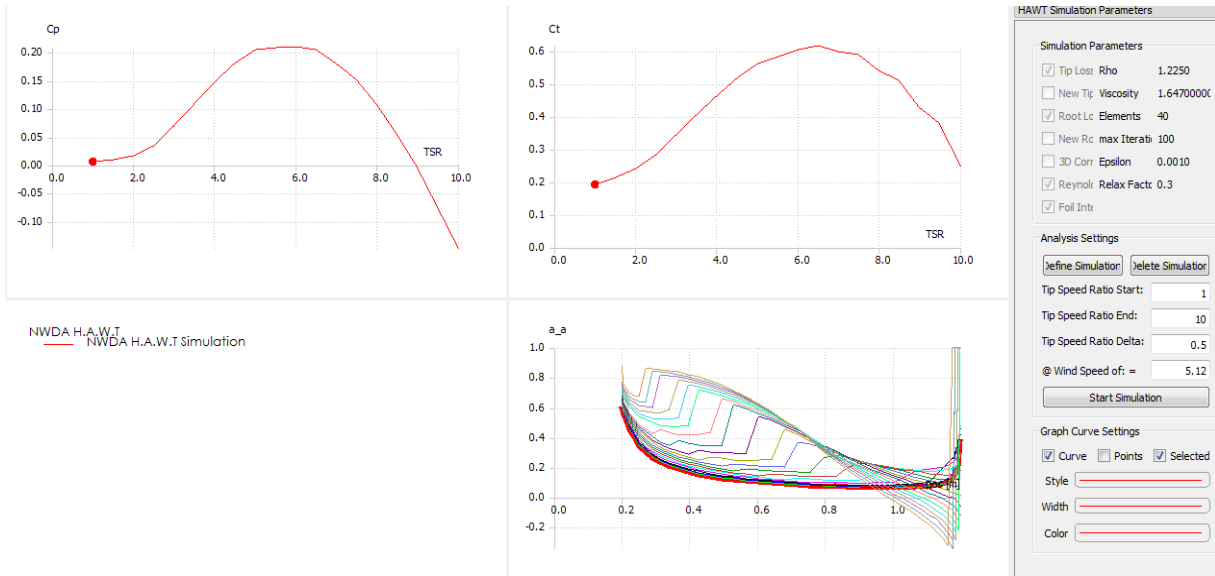 Cp
0.20
0.15
0.10
0.05
0.00
-0.05
-0.10
0.0 2.0 4.0 6.0 8.0 10.0
TSR
Ct
0.6
0.5
0.4
0.3
0.2
0.1
0.0
0.0 2.0 4.0 6.0 8.0 10.0
TSR
NWDA H.A.W.T
NWDA H.A.W.T Simulation
a_a
1.0
0.8
0.6
0.4
0.2
0.0
-0.2
0.0 0.2 0.4 0.6 0.8 1.0
HAWT Simulation Parameters
Simulation Parameters
Tip Loss Rho 1.2250
New Tip Viscosity 1.64700000
Root Lo Elements 40
New Ro max Iterati 100
3D Corr Epsilon 0.0010
Reynol Relax Facto 0.3
Foil Inte
Analysis Settings
Define Simulation Delete Simulation
Tip Speed Ratio Start: 1
Tip Speed Ratio End: 10
Tip Speed Ratio Delta: 0.5
@ Wind Speed of: = 5.12
Start Simulation
Graph Curve Settings
Curve Points Selected
Style
Width
Color